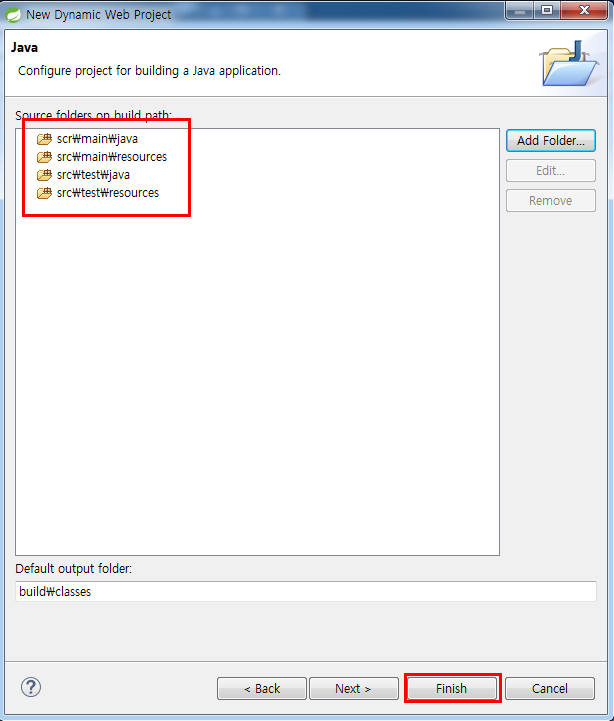 New Dynamic Web Project
Java
Configure project for building a Java application.
Source folders on build path:
scr₩main₩java
src₩main₩resources
src₩test₩java
src₩test₩resources
Add Folder...
Edit...
Remove
Default output folder:
build₩classes
< Back
Next >
Finish
Cancel